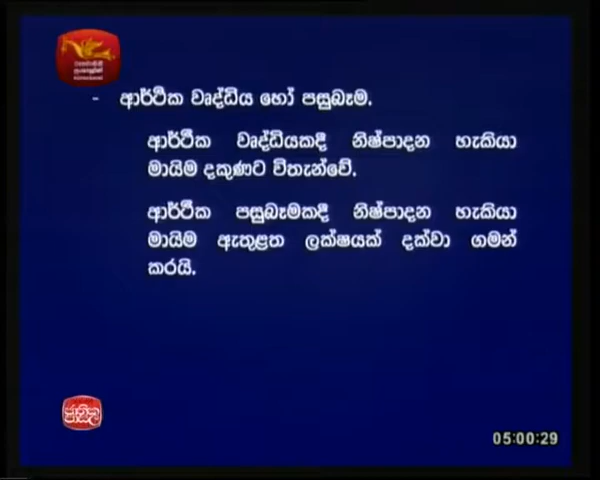 - ආර්ථික වෘද්ධිය හෝ පසුබෑම.
ආර්ථික වෘද්ධියකදී නිෂ්පාදන හැකියා
මායිම දකුණට විතැන්වේ.
ආර්ථික පසුබෑමකදී නිෂ්පාදන හැකියා
මායිම ඇතුළත ලක්ෂයක් දක්වා ගමන්
කරයි.
ජාතික
පාසල
05:00:29